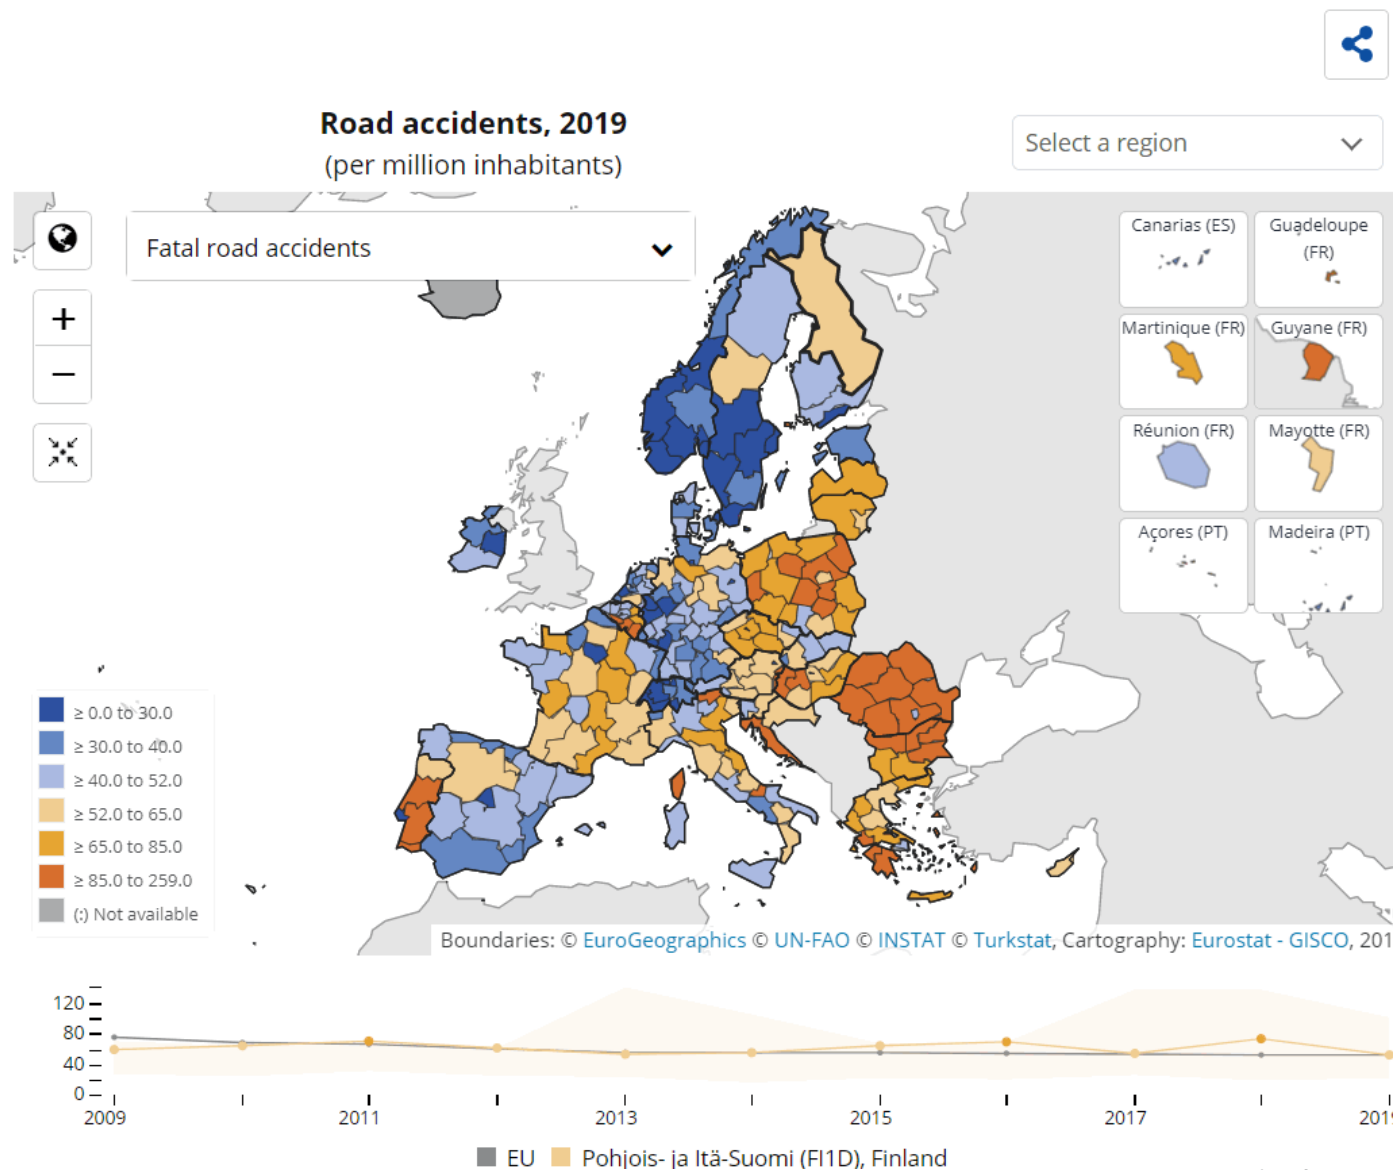 Road accidents, 2019
(per million inhabitants)
Select a region
Fatal road accidents
+
−
Canarias (ES)
Guadeloupe
(FR)
Martinique (FR)
Guyane (FR)
Réunion (FR)
Mayotte (FR)
Açores (PT)
Madeira (PT)
≥ 0.0 to 30.0
≥ 30.0 to 40.0
≥ 40.0 to 52.0
≥ 52.0 to 65.0
≥ 65.0 to 85.0
≥ 85.0 to 259.0
(:) Not available
Boundaries: © EuroGeographics © UN-FAO © INSTAT © Turkstat, Cartography: Eurostat - GISCO, 201
120
80
40
0
2009 2011 2013 2015 2017 2019
EU Pohjois- ja Itä-Suomi (FI1D), Finland